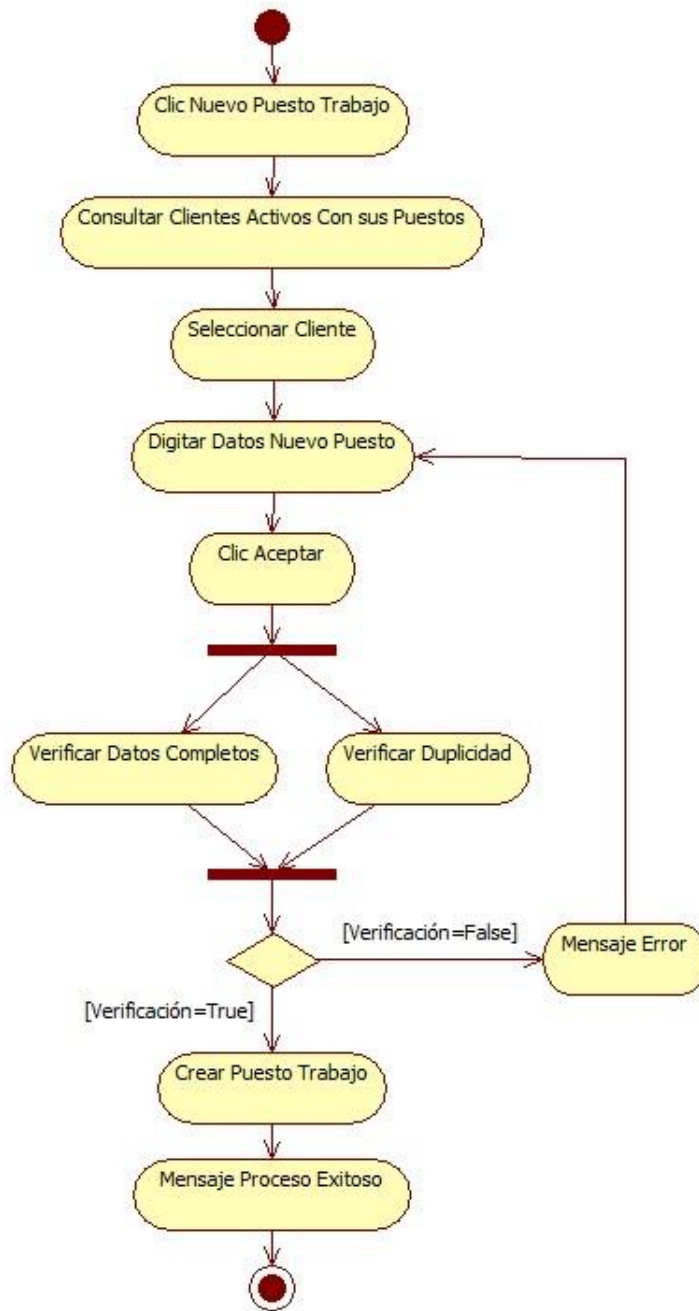 Clic Nuevo Puesto Trabajo
Consultar Clientes Activos Con sus Puestos
Seleccionar Cliente
Digitar Datos Nuevo Puesto
Clic Aceptar
Verificar Datos Completos
Verificar Duplicidad
[Verificación=False]
Mensaje Error
[Verificación=True]
Crear Puesto Trabajo
Mensaje Proceso Exitoso